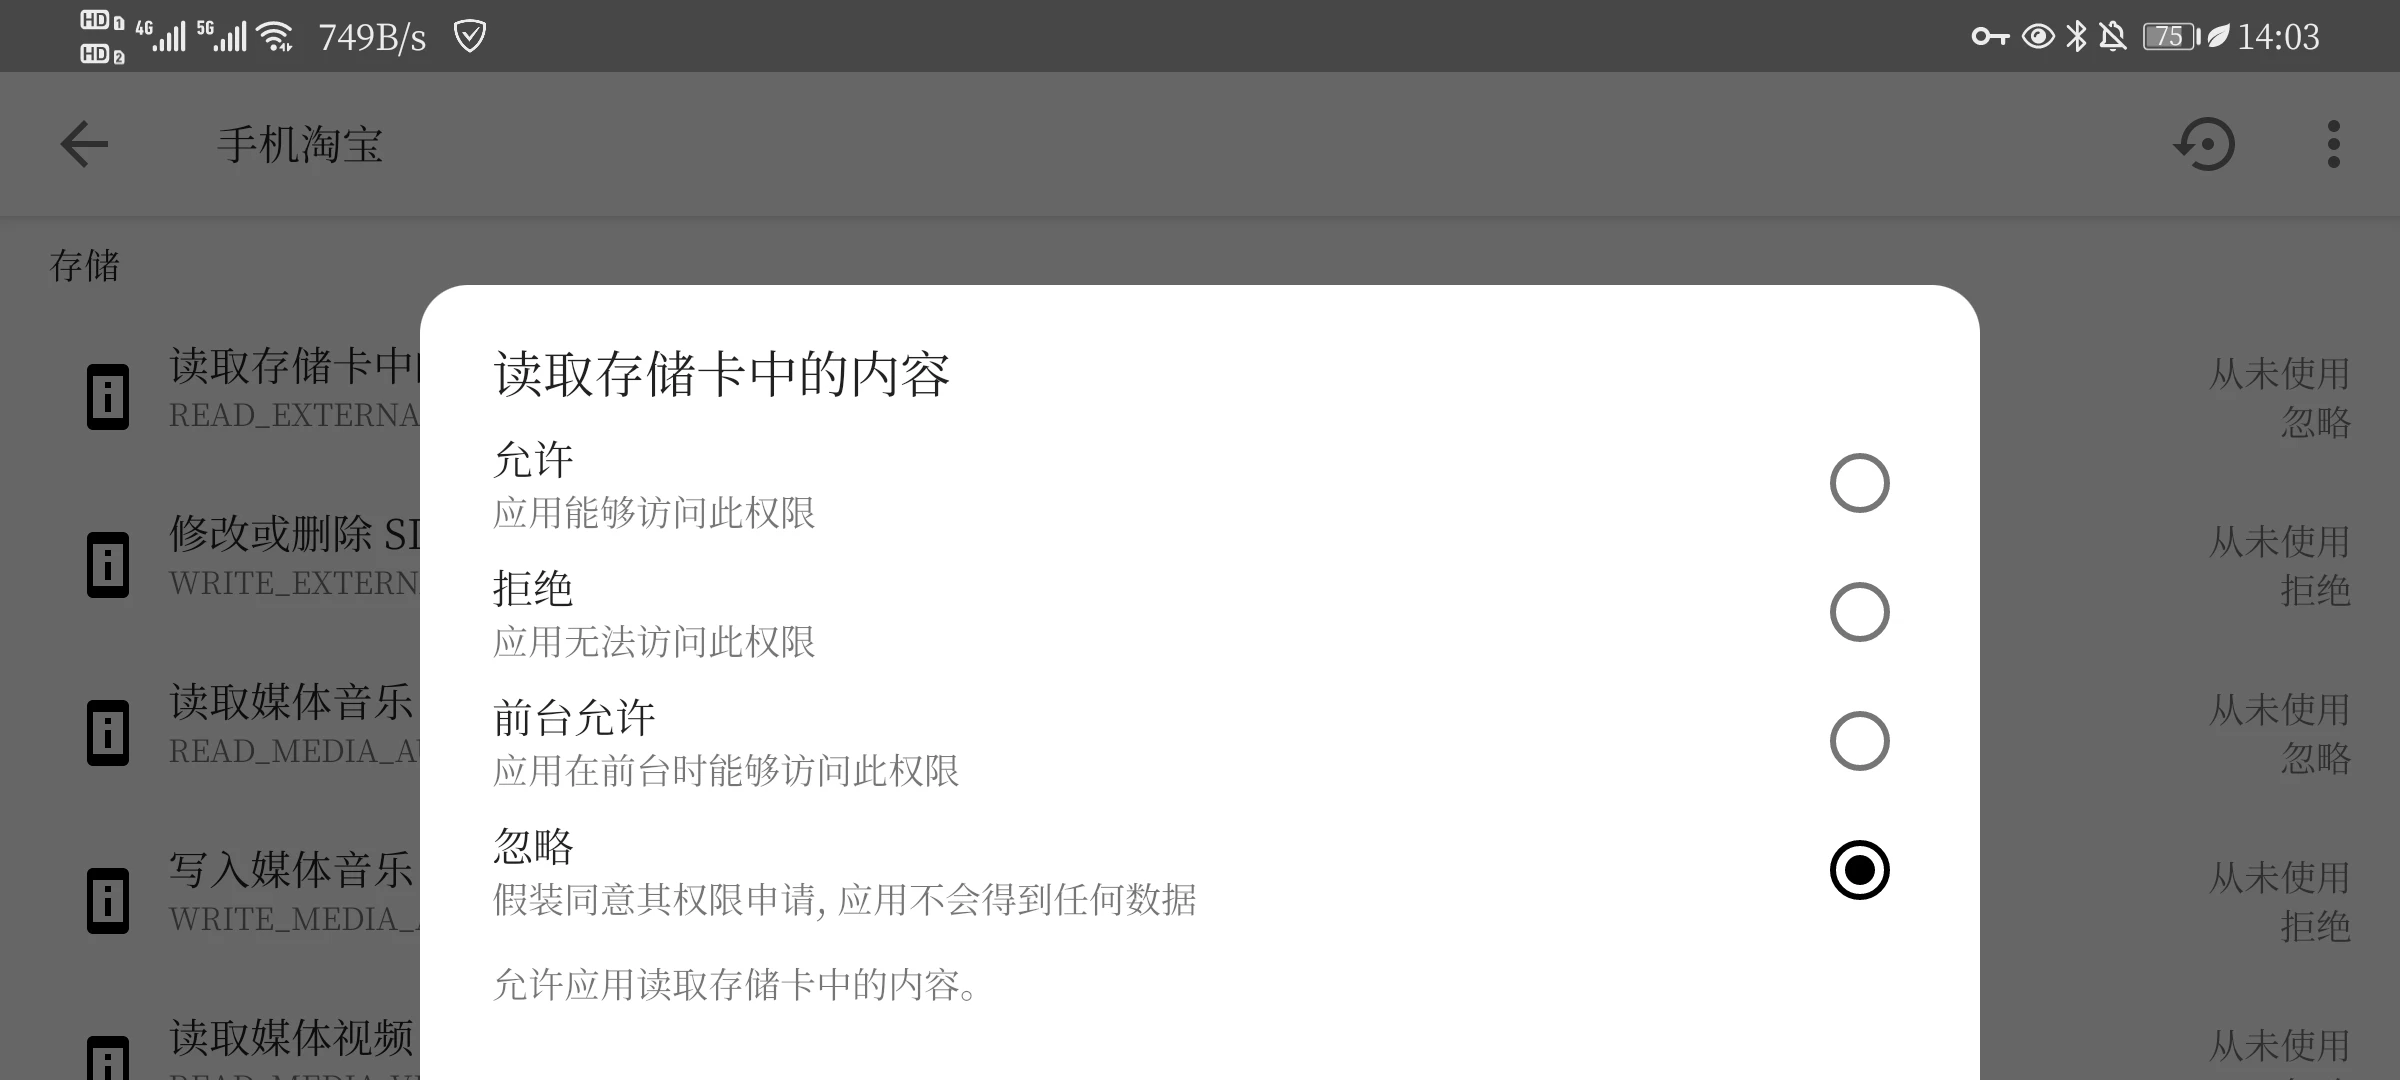 HD 1 4G 5G 749B/s 75 14:03
HD 2
手机淘宝
存储
读取存储卡中
READ_EXTERNA
从未使用
忽略
修改或删除 SI
WRITE_EXTERN
从未使用
拒绝
读取媒体音乐
READ_MEDIA_A
从未使用
忽略
写入媒体音乐
WRITE_MEDIA_
从未使用
拒绝
读取媒体视频
从未使用
读取存储卡中的内容
允许
应用能够访问此权限
拒绝
应用无法访问此权限
前台允许
应用在前台时能够访问此权限
忽略
假装同意其权限申请, 应用不会得到任何数据
允许应用读取存储卡中的内容。